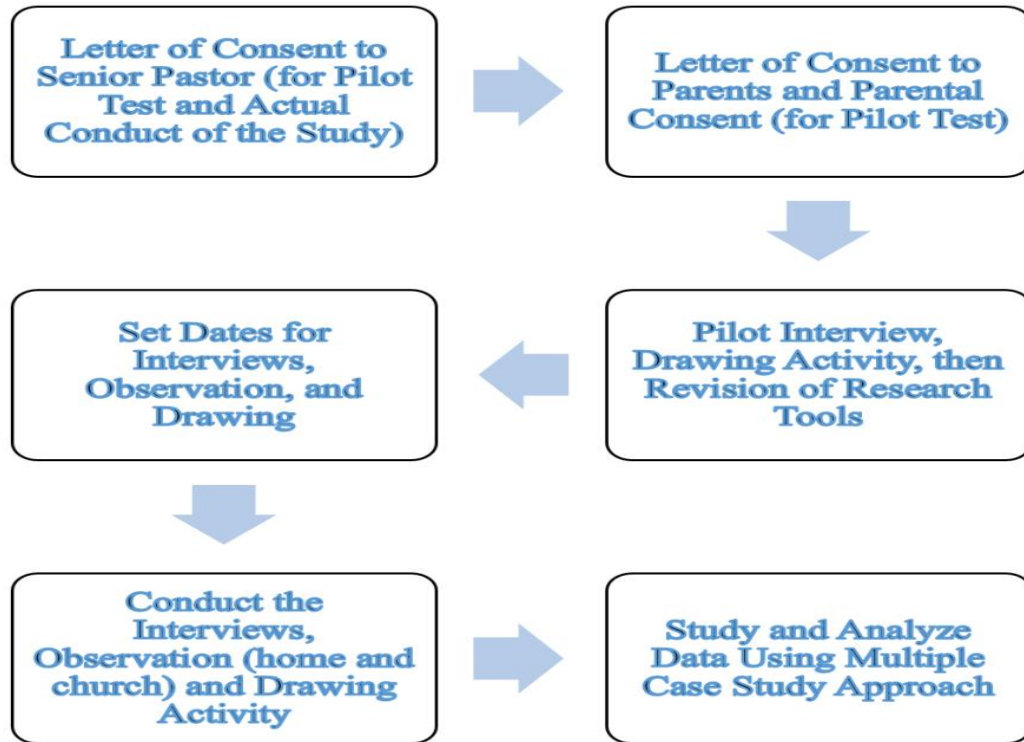 Letter of Consent to
Senior Pastor (for Pilot
Test and Actual
Conduct of the Study)
Letter of Consent to
Parents and Parental
Consent (for Pilot Test)
Pilot Interview,
Drawing Activity, then
Revision of Research
Tools
Set Dates for
Interviews,
Observation, and
Drawing
Conduct the
Interviews,
Observation (home and
church) and Drawing
Activity
Study and Analyze
Data Using Multiple
Case Study Approach